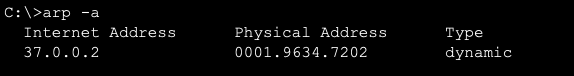 C:\>arp -a
Internet Address Physical Address Type
37.0.0.2 0001.9634.7202 dynamic